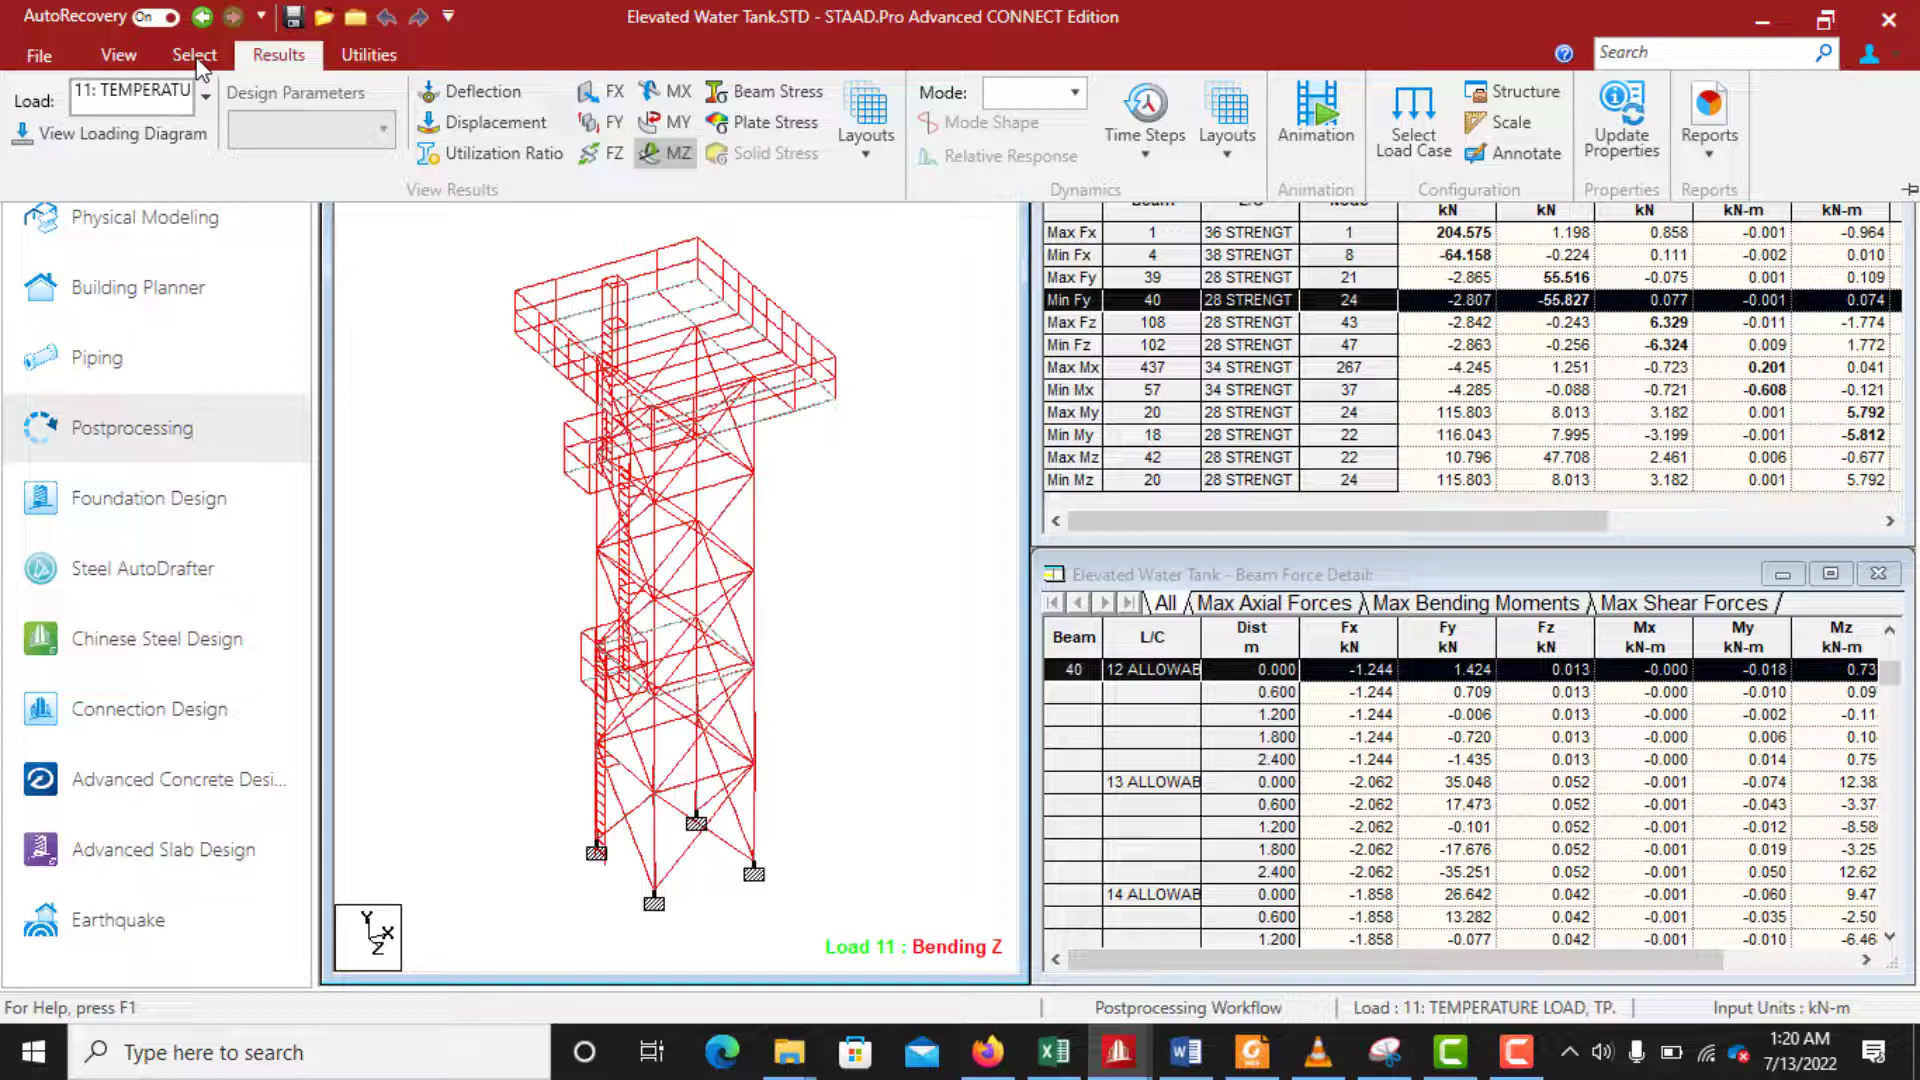 AutoRecovery On
Elevated Water Tank.STD - STAAD.Pro Advanced CONNECT Edition
File View Select Results Utilities
Search
Load: 11: TEMPERATU
View Loading Diagram
Design Parameters
Deflection
Displacement
Utilization Ratio
FX MX
FY MY
FZ MZ
Beam Stress
Plate Stress
Solid Stress
Layouts
View Results
Mode:
Mode Shape
Relative Response
Time Steps
Layouts
Dynamics
Animation
Animation
Select Load Case
Structure
Scale
Annotate
Configuration
Update Properties
Properties
Reports
Reports
Physical Modeling
Building Planner
Piping
Postprocessing
Foundation Design
Steel AutoDrafter
Chinese Steel Design
Connection Design
Advanced Concrete Desi...
Advanced Slab Design
Earthquake
Y
X
Z
Load 11 : Bending Z
kN kN kN kN-m kN-m
Max Fx 1 36 STRENGT 1 204.575 1.198 0.858 -0.001 -0.964
Min Fx 4 38 STRENGT 8 -64.158 -0.224 0.111 -0.002 0.010
Max Fy 39 28 STRENGT 21 -2.865 55.516 -0.075 0.001 0.109
Min Fy 40 28 STRENGT 24 -2.807 -55.827 0.077 -0.001 0.074
Max Fz 108 28 STRENGT 43 -2.842 -0.243 6.329 -0.011 -1.774
Min Fz 102 28 STRENGT 47 -2.863 -0.256 -6.324 0.009 1.772
Max Mx 437 34 STRENGT 267 -4.245 1.251 -0.723 0.201 0.041
Min Mx 57 34 STRENGT 37 -4.285 -0.088 -0.721 -0.608 -0.121
Max My 20 28 STRENGT 24 115.803 8.013 3.182 0.001 5.792
Min My 18 28 STRENGT 22 116.043 7.995 -3.199 -0.001 -5.812
Max Mz 42 28 STRENGT 22 10.796 47.708 2.461 0.006 -0.677
Min Mz 20 28 STRENGT 24 115.803 8.013 3.182 0.001 5.792
Elevated Water Tank - Beam Force Detail:
All Max Axial Forces Max Bending Moments Max Shear Forces
Beam L/C Dist m Fx kN Fy kN Fz kN Mx kN-m My kN-m Mz kN-m
40 12 ALLOWAB 0.000 -1.244 1.424 0.013 -0.000 -0.018 0.73
0.600 -1.244 0.709 0.013 -0.000 -0.010 0.09
1.200 -1.244 -0.006 0.013 -0.000 -0.002 -0.11
1.800 -1.244 -0.720 0.013 -0.000 0.006 0.10
2.400 -1.244 -1.435 0.013 -0.000 0.014 0.75
13 ALLOWAB 0.000 -2.062 35.048 0.052 -0.001 -0.074 12.38
0.600 -2.062 17.473 0.052 -0.001 -0.043 -3.37
1.200 -2.062 -0.101 0.052 -0.001 -0.012 -8.58
1.800 -2.062 -17.676 0.052 -0.001 0.019 -3.25
2.400 -2.062 -35.251 0.052 -0.001 0.050 12.62
14 ALLOWAB 0.000 -1.858 26.642 0.042 -0.001 -0.060 9.47
0.600 -1.858 13.282 0.042 -0.001 -0.035 -2.50
1.200 -1.858 -0.077 0.042 -0.001 -0.010 -6.46
For Help, press F1
Postprocessing Workflow
Load : 11: TEMPERATURE LOAD, TP.
Input Units : kN-m
Type here to search
1:20 AM
7/13/2022